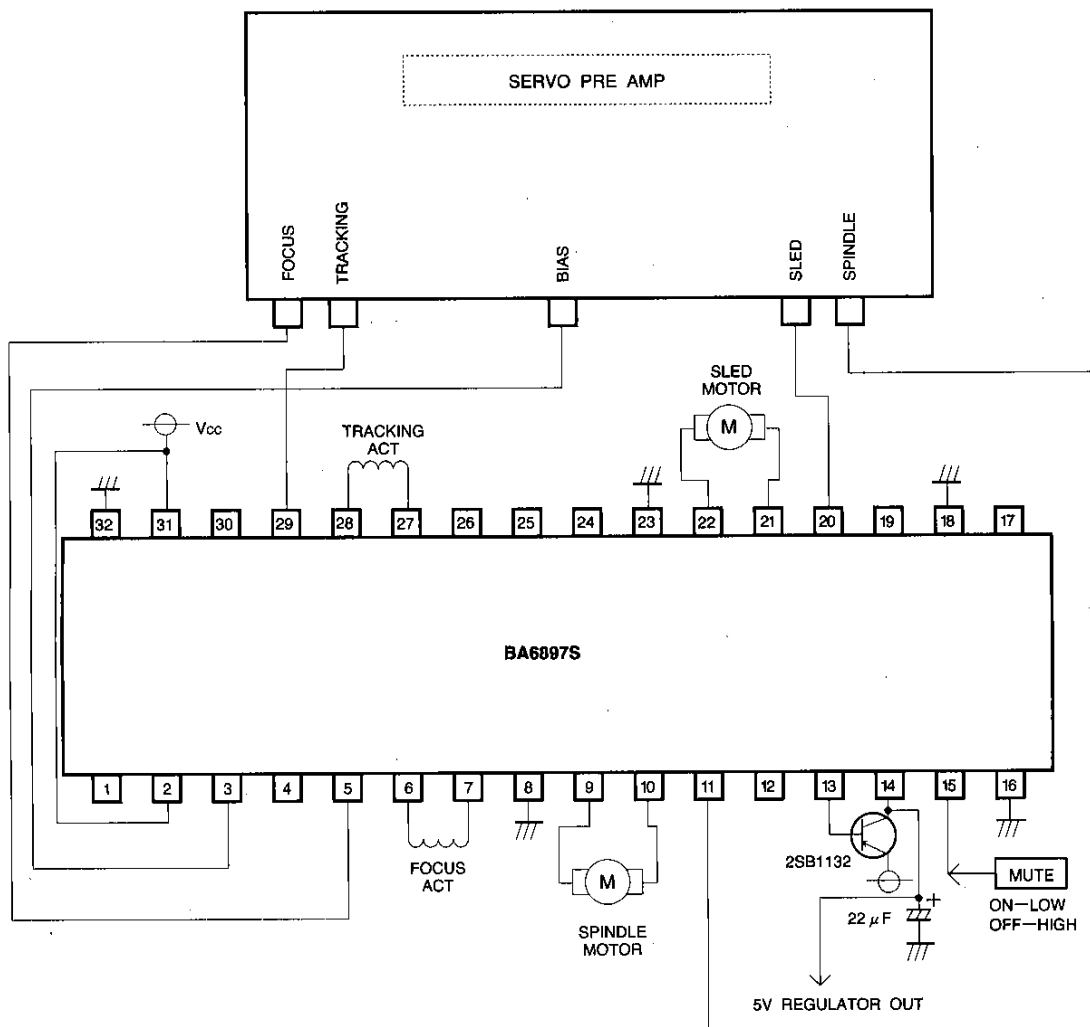 SERVO PRE AMP
FOCUS
TRACKING
BIAS
SLED
SPINDLE
SLED
MOTOR
Vcc
TRACKING
ACT
M
32 31 30 29 28 27 26 25 24 23 22 21 20 19 18 17
BA6897S
1 2 3 4 5 6 7 8 9 10 11 12 13 14 15 16
2SB1132
FOCUS
ACT
M
MUTE
ON–LOW
OFF–HIGH
22 μF
+
SPINDLE
MOTOR
5V REGULATOR OUT